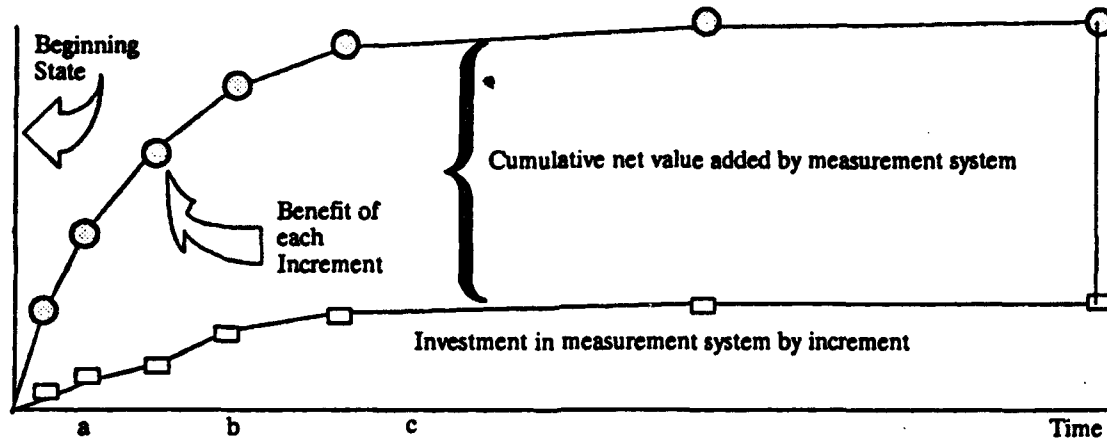 Beginning
State
Cumulative net value added by measurement system
Benefit of
each
Increment
Investment in measurement system by increment
a b c Time